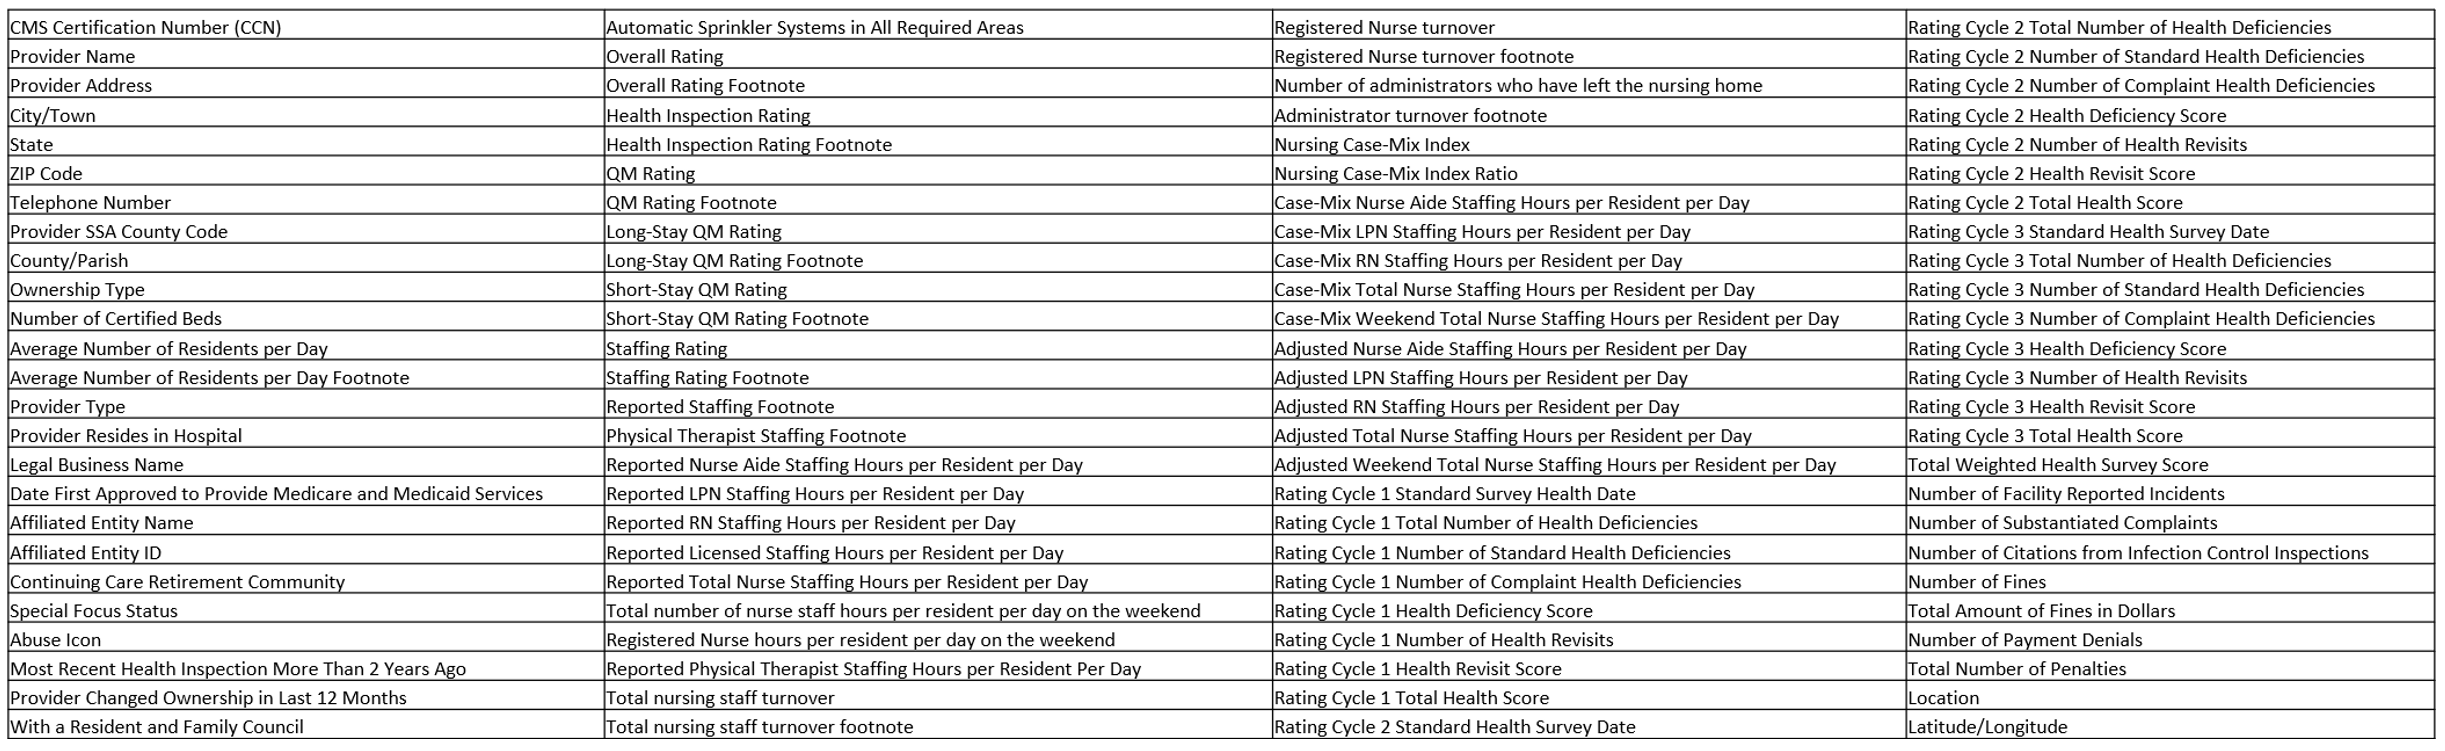 CMS Certification Number (CCN) Automatic Sprinkler Systems in All Required Areas Registered Nurse turnover Rating Cycle 2 Total Number of Health Deficiencies
Provider Name Overall Rating Registered Nurse turnover footnote Rating Cycle 2 Number of Standard Health Deficiencies
Provider Address Overall Rating Footnote Number of administrators who have left the nursing home Rating Cycle 2 Number of Complaint Health Deficiencies
City/Town Health Inspection Rating Administrator turnover footnote Rating Cycle 2 Health Deficiency Score
State Health Inspection Rating Footnote Nursing Case-Mix Index Rating Cycle 2 Number of Health Revisits
ZIP Code QM Rating Nursing Case-Mix Index Ratio Rating Cycle 2 Health Revisit Score
Telephone Number QM Rating Footnote Case-Mix Nurse Aide Staffing Hours per Resident per Day Rating Cycle 2 Total Health Score
Provider SSA County Code Long-Stay QM Rating Case-Mix LPN Staffing Hours per Resident per Day Rating Cycle 3 Standard Health Survey Date
County/Parish Long-Stay QM Rating Footnote Case-Mix RN Staffing Hours per Resident per Day Rating Cycle 3 Total Number of Health Deficiencies
Ownership Type Short-Stay QM Rating Case-Mix Total Nurse Staffing Hours per Resident per Day Rating Cycle 3 Number of Standard Health Deficiencies
Number of Certified Beds Short-Stay QM Rating Footnote Case-Mix Weekend Total Nurse Staffing Hours per Resident per Day Rating Cycle 3 Number of Complaint Health Deficiencies
Average Number of Residents per Day Staffing Rating Adjusted Nurse Aide Staffing Hours per Resident per Day Rating Cycle 3 Health Deficiency Score
Average Number of Residents per Day Footnote Staffing Rating Footnote Adjusted LPN Staffing Hours per Resident per Day Rating Cycle 3 Number of Health Revisits
Provider Type Reported Staffing Footnote Adjusted RN Staffing Hours per Resident per Day Rating Cycle 3 Health Revisit Score
Provider Resides in Hospital Physical Therapist Staffing Footnote Adjusted Total Nurse Staffing Hours per Resident per Day Rating Cycle 3 Total Health Score
Legal Business Name Reported Nurse Aide Staffing Hours per Resident per Day Adjusted Weekend Total Nurse Staffing Hours per Resident per Day Total Weighted Health Survey Score
Date First Approved to Provide Medicare and Medicaid Services Reported LPN Staffing Hours per Resident per Day Rating Cycle 1 Standard Survey Health Date Number of Facility Reported Incidents
Affiliated Entity Name Reported RN Staffing Hours per Resident per Day Rating Cycle 1 Total Number of Health Deficiencies Number of Substantiated Complaints
Affiliated Entity ID Reported Licensed Staffing Hours per Resident per Day Rating Cycle 1 Number of Standard Health Deficiencies Number of Citations from Infection Control Inspections
Continuing Care Retirement Community Reported Total Nurse Staffing Hours per Resident per Day Rating Cycle 1 Number of Complaint Health Deficiencies Number of Fines
Special Focus Status Total number of nurse staff hours per resident per day on the weekend Rating Cycle 1 Health Deficiency Score Total Amount of Fines in Dollars
Abuse Icon Registered Nurse hours per resident per day on the weekend Rating Cycle 1 Number of Health Revisits Number of Payment Denials
Most Recent Health Inspection More Than 2 Years Ago Reported Physical Therapist Staffing Hours per Resident Per Day Rating Cycle 1 Health Revisit Score Total Number of Penalties
Provider Changed Ownership in Last 12 Months Total nursing staff turnover Rating Cycle 1 Total Health Score Location
With a Resident and Family Council Total nursing staff turnover footnote Rating Cycle 2 Standard Health Survey Date Latitude/Longitude